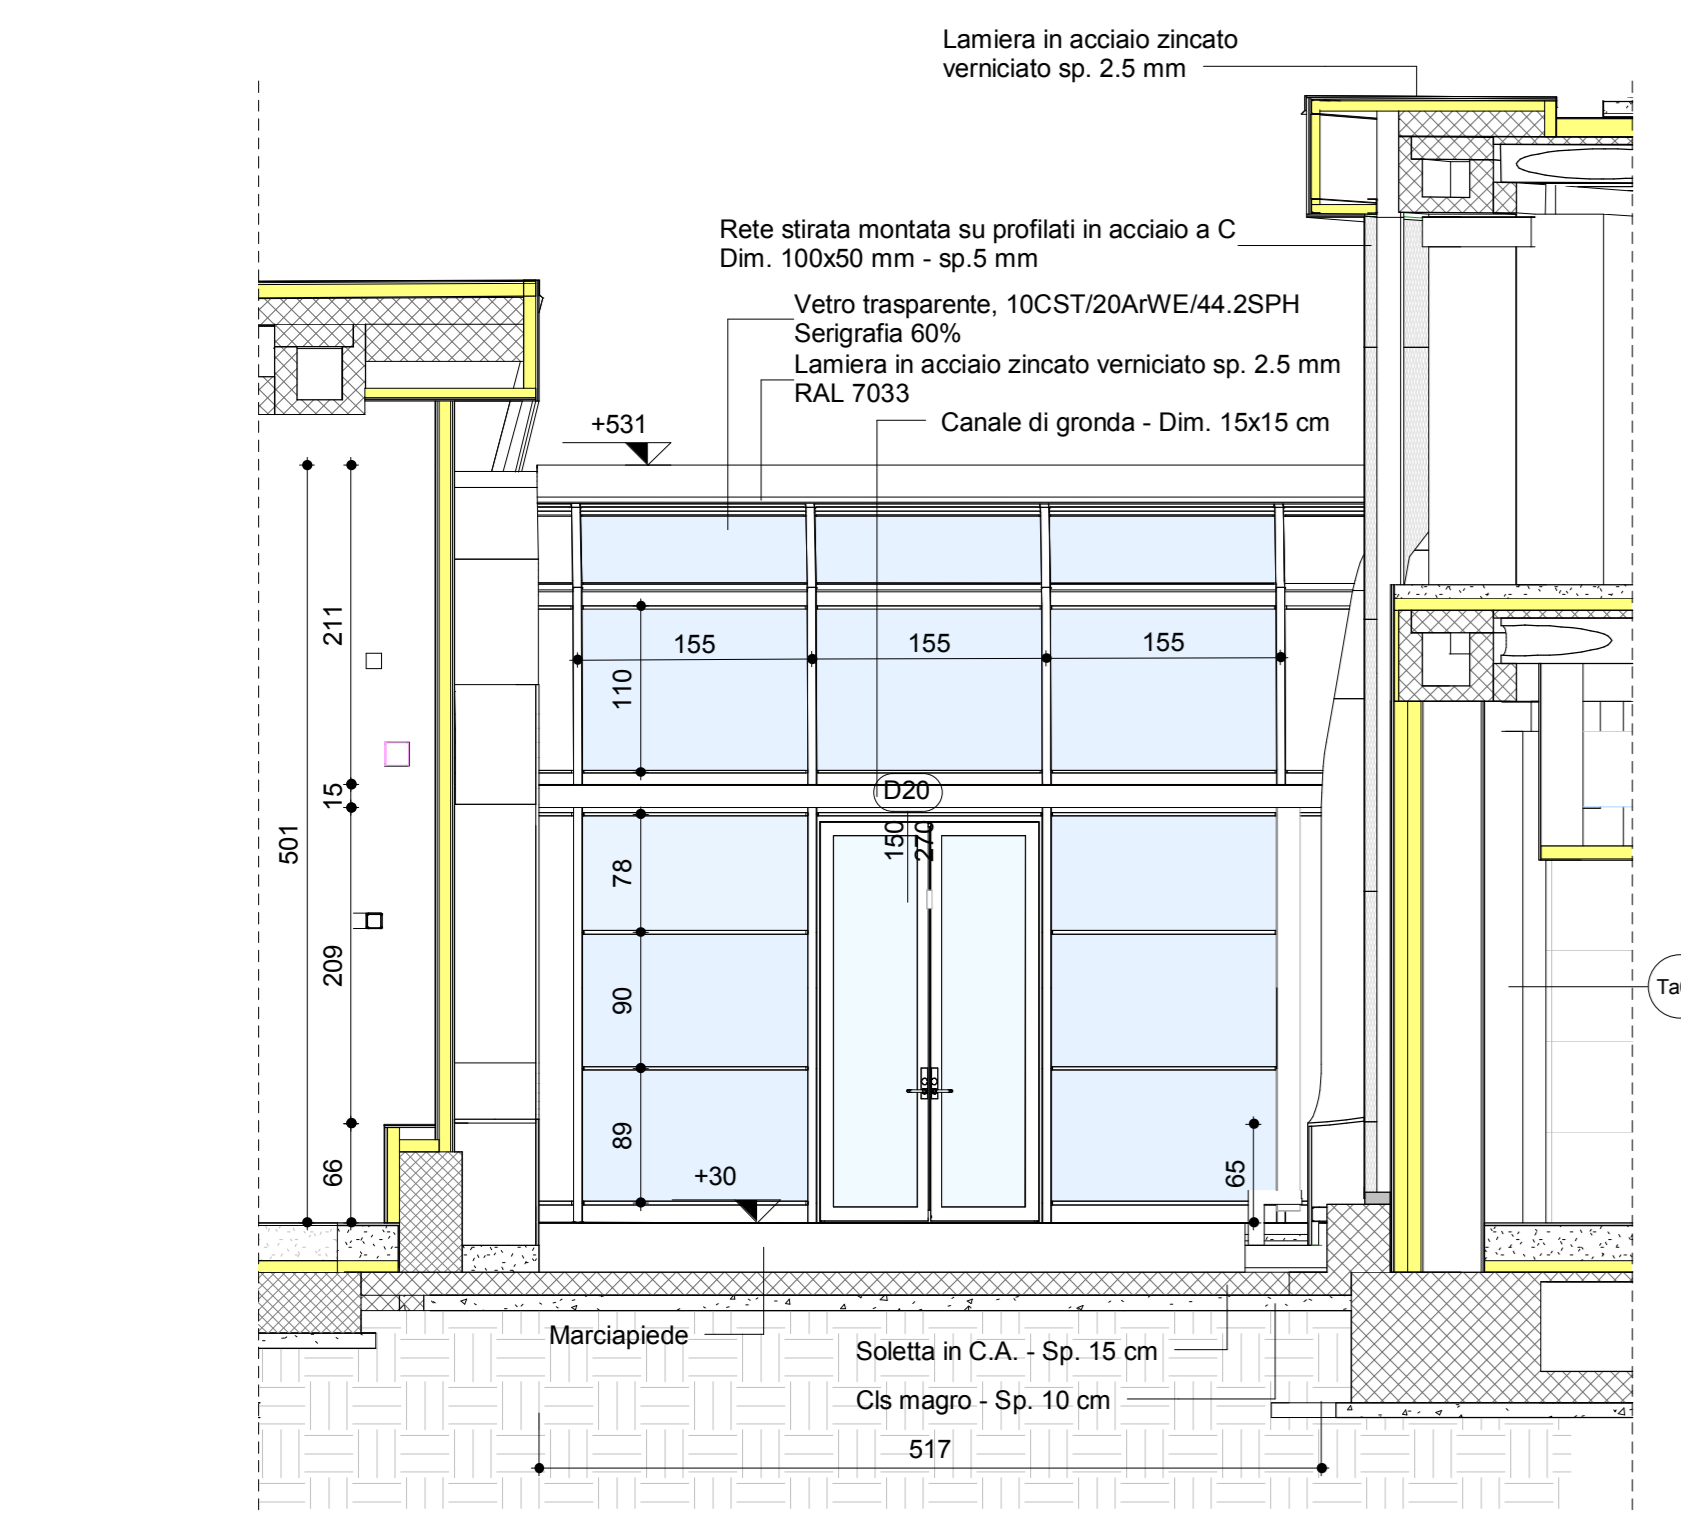 Lamiera in acciaio zincato
verniciato sp. 2.5 mm
Rete stirata montata su profilati in acciaio a C
Dim. 100x50 mm - sp.5 mm
Vetro trasparente, 10CST/20ArWE/44.2SPH
Serigrafia 60%
Lamiera in acciaio zincato verniciato sp. 2.5 mm
RAL 7033
Canale di gronda - Dim. 15x15 cm
+531
211
155
155
155
110
15
D20
150
270
501
78
209
90
Ta
89
66
+30
65
Marciapiede
Soletta in C.A. - Sp. 15 cm
Cls magro - Sp. 10 cm
517